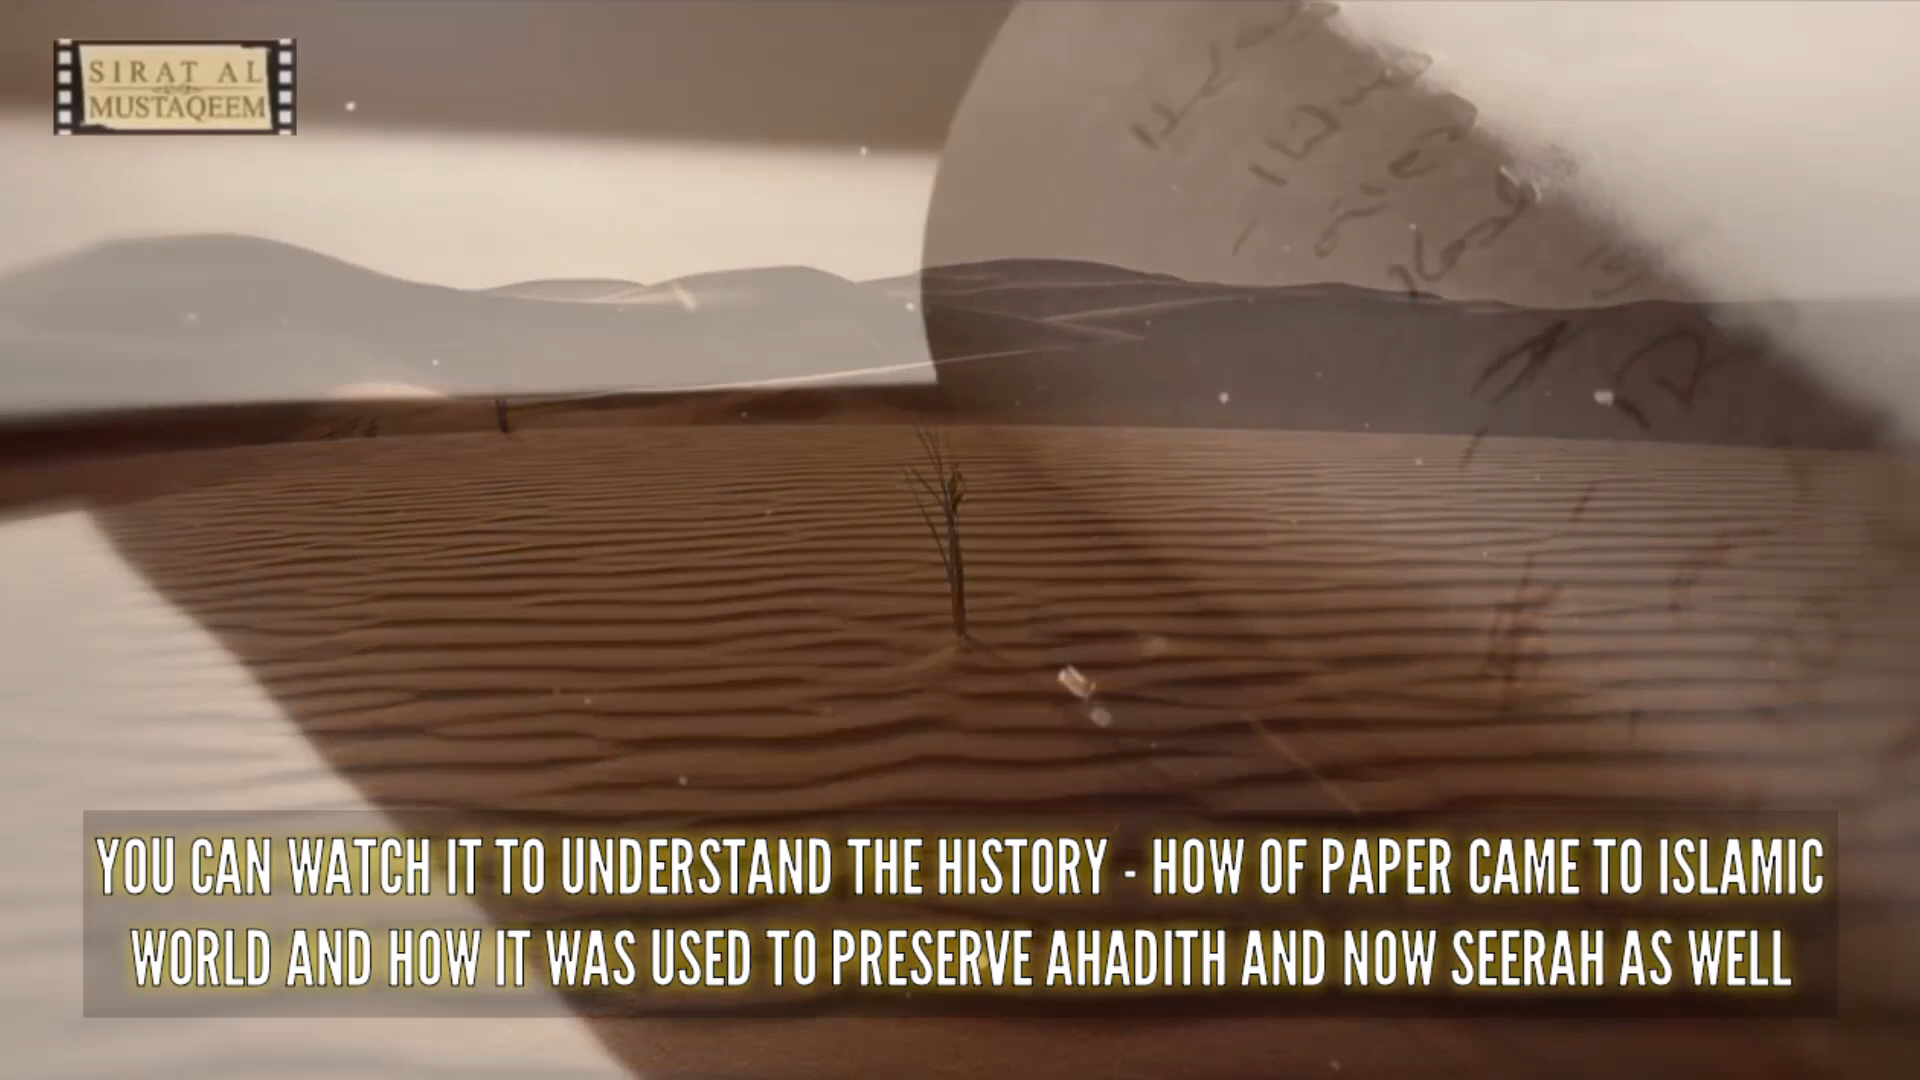 SIRAT AL
MUSTAQEEM
YOU CAN WATCH IT TO UNDERSTAND THE HISTORY - HOW OF PAPER CAME TO ISLAMIC
WORLD AND HOW IT WAS USED TO PRESERVE AHADITH AND NOW SEERAH AS WELL